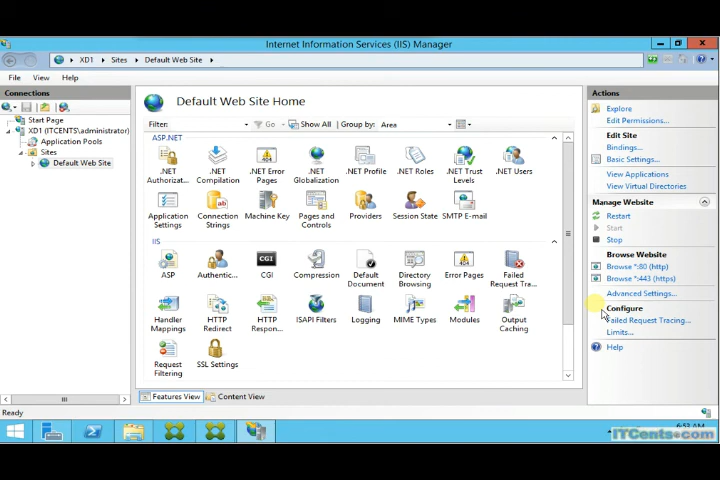 Internet Information Services (IIS) Manager
XD1 Sites Default Web Site
File View Help
Connections
Start Page
XD1 (ITCENTS\administrator)
Application Pools
Sites
Default Web Site
Default Web Site Home
Filter: Go Show All Group by: Area
ASP.NET
.NET Authorizat...
.NET Compilation
.NET Error Pages
.NET Globalization
.NET Profile
.NET Roles
.NET Trust Levels
.NET Users
Application Settings
Connection Strings
Machine Key
Pages and Controls
Providers
Session State
SMTP E-mail
IIS
ASP
Authentic...
CGI
Compression
Default Document
Directory Browsing
Error Pages
Failed Request Tra...
Handler Mappings
HTTP Redirect
HTTP Respon...
ISAPI Filters
Logging
MIME Types
Modules
Output Caching
Request Filtering
SSL Settings
Features View Content View
Actions
Explore
Edit Permissions...
Edit Site
Bindings...
Basic Settings...
View Applications
View Virtual Directories
Manage Website
Restart
Start
Stop
Browse Website
Browse *:80 (http)
Browse *:443 (https)
Advanced Settings...
Configure
Failed Request Tracing...
Limits...
Help
Ready
ITCents.com